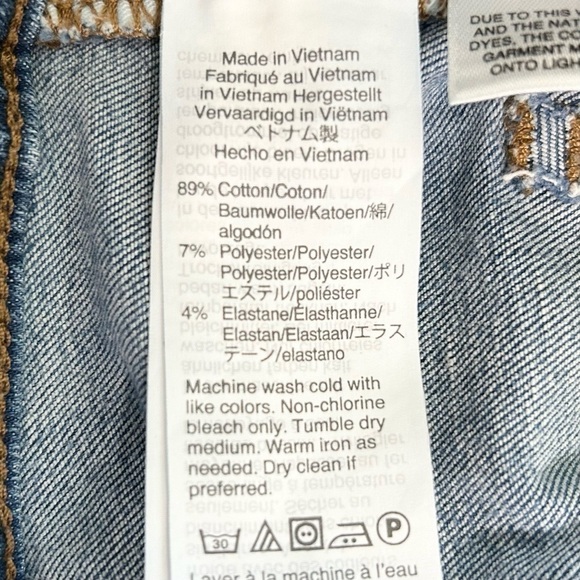 Made in Vietnam
Fabriqué au Vietnam
in Vietnam Hergestellt
Vervaardigd in Viëtnam
ベトナム製
Hecho en Vietnam
89% Cotton/Coton/
Baumwolle/Katoen/綿/
algodón
7% Polyester/Polyester/
Polyester/Polyester/ポリ
エステル/poliéster
4% Elastane/Élasthanne/
Elastan/Elastaan/エラス
テーン/elastano
Machine wash cold with
like colors. Non-chlorine
bleach only. Tumble dry
medium. Warm iron as
needed. Dry clean if
preferred.
30 P
Laver à la machine à l'eau
DUE TO THIS
AND THE NAT
DYES, THE CO
GARMENT M
ONTO LIGH